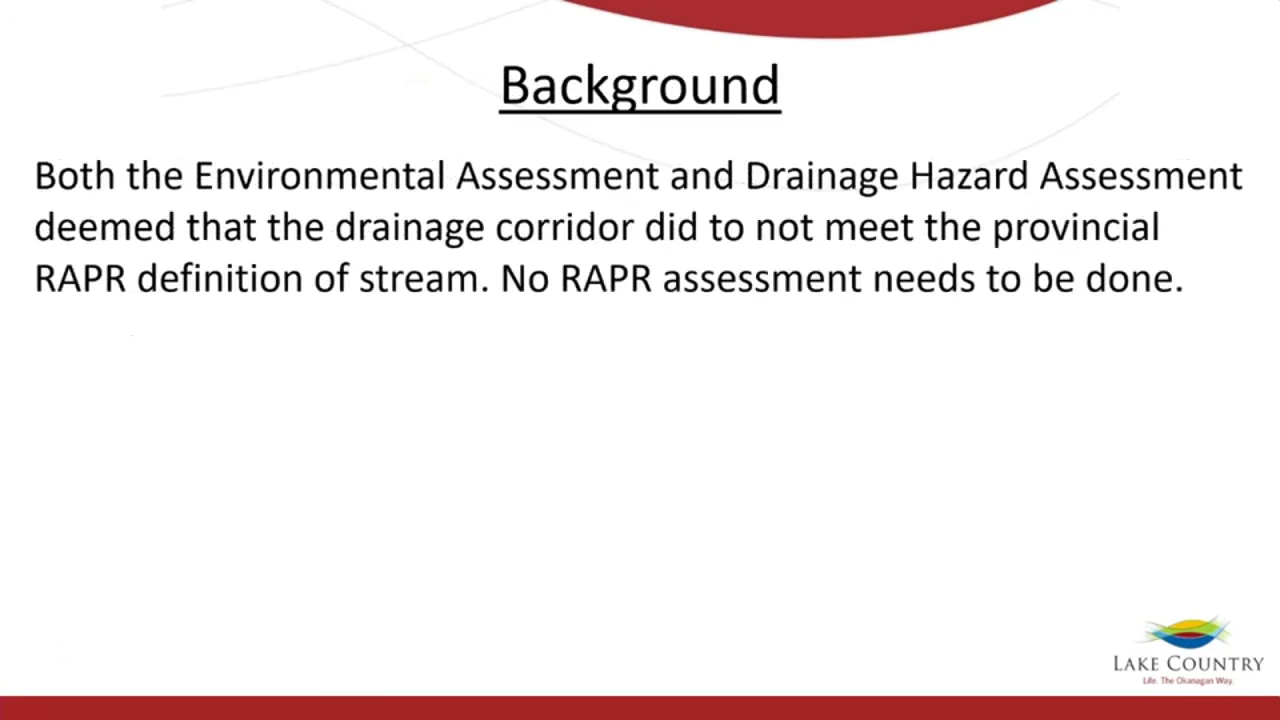 Background
Both the Environmental Assessment and Drainage Hazard Assessment
deemed that the drainage corridor did to not meet the provincial
RAPR definition of stream. No RAPR assessment needs to be done.
LAKE COUNTRY
Life. The Okanagan Way.